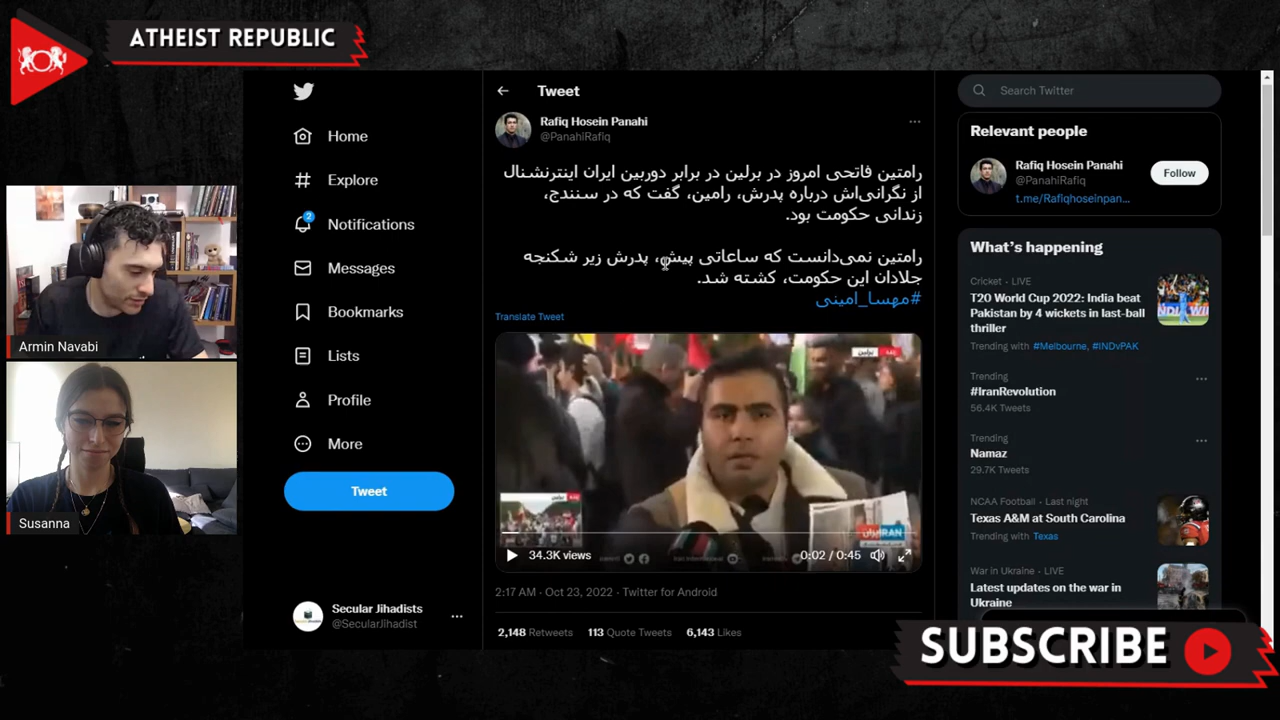 ATHEIST REPUBLIC
Armin Navabi
Susanna
Home
Explore
2
Notifications
Messages
Bookmarks
Lists
Profile
More
Tweet
Secular Jihadists
@SecularJihadist
Tweet
Rafiq Hosein Panahi
@PanahiRafiq
رامتین فاتحی امروز در برلین در برابر دوربین ایران اینترنشنال
از نگرانی‌اش درباره پدرش، رامین، گفت که در سنندج،
زندانی حکومت بود.
رامتین نمی‌دانست که ساعاتی پیش، پدرش زیر شکنجه
جلادان این حکومت، کشته شد.
#مهسا_امینی
Translate Tweet
زنده برلین
IRAN
34.3K views
0:02 / 0:45
2:17 AM · Oct 23, 2022 · Twitter for Android
2,148 Retweets 113 Quote Tweets 6,143 Likes
Search Twitter
Relevant people
Rafiq Hosein Panahi
@PanahiRafiq
Follow
t.me/Rafiqhoseinpan...
What's happening
Cricket · LIVE
T20 World Cup 2022: India beat
Pakistan by 4 wickets in last-ball
thriller
Trending with #Melbourne, #INDvPAK
Trending
#IranRevolution
56.4K Tweets
Trending
Namaz
29.7K Tweets
NCAA Football · Last night
Texas A&M at South Carolina
Trending with Texas
War in Ukraine · LIVE
Latest updates on the war in
Ukraine
SUBSCRIBE